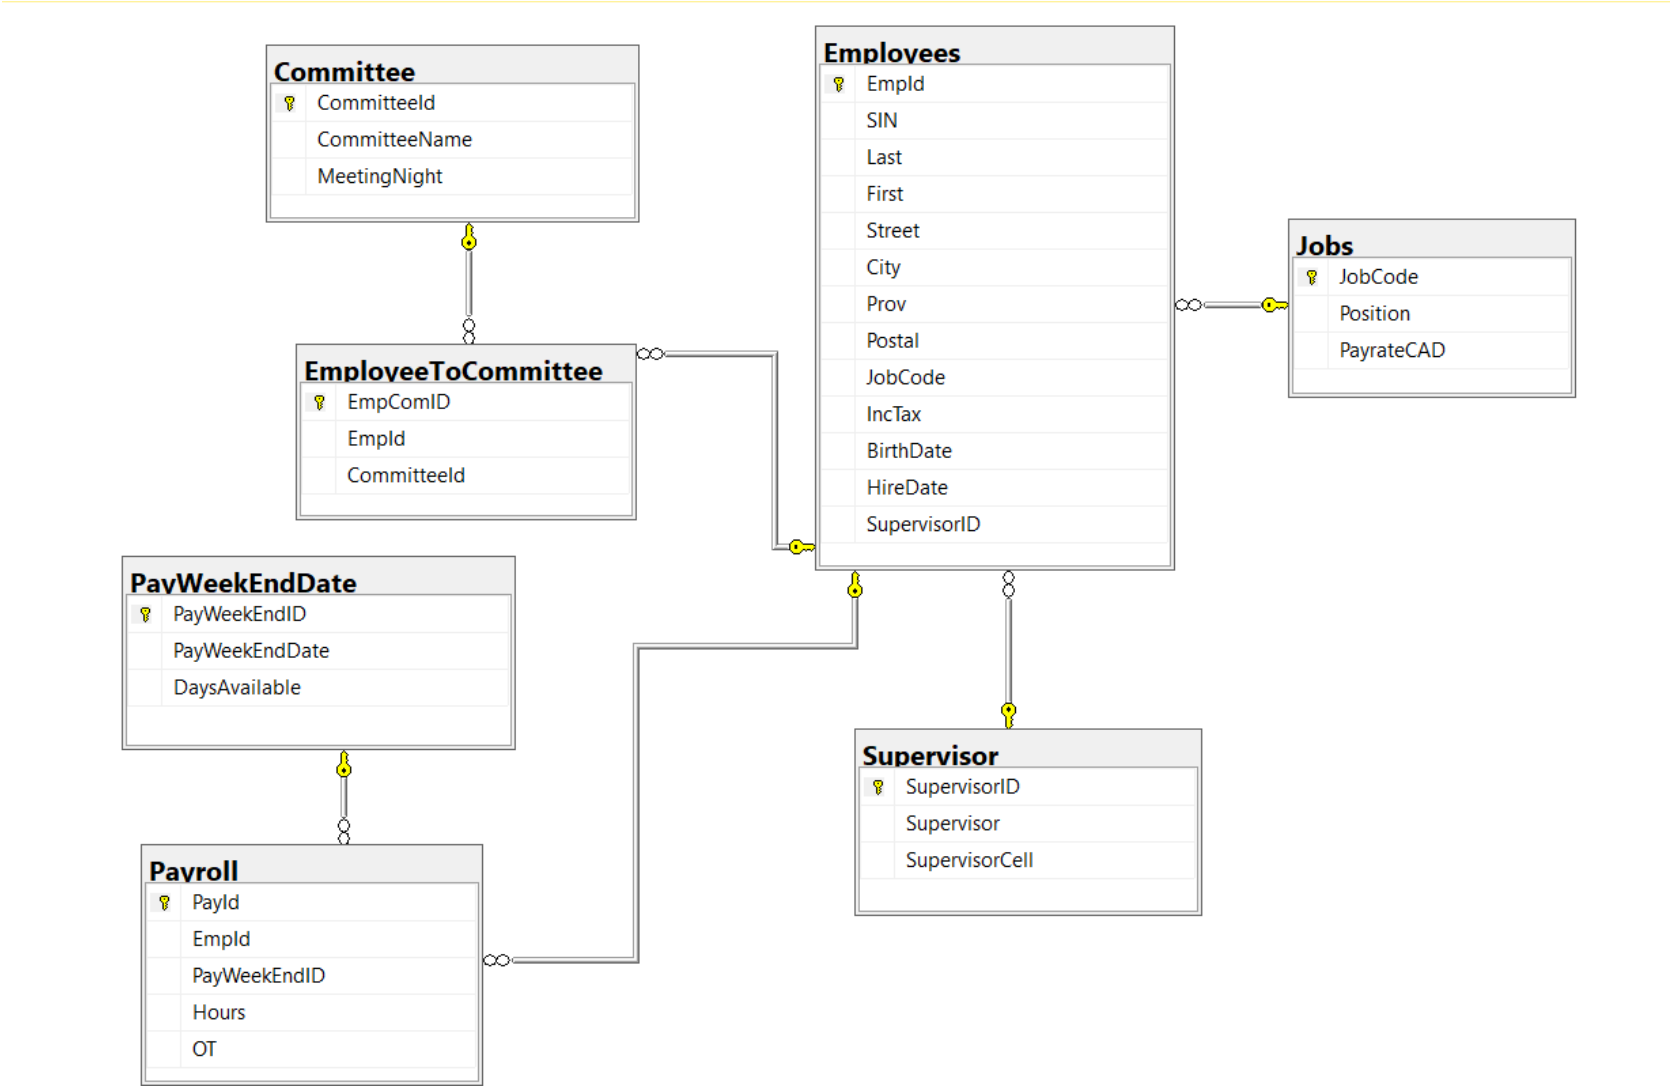 Committee
CommitteeId
CommitteeName
MeetingNight
Employees
EmpId
SIN
Last
First
Street
City
Prov
Postal
JobCode
IncTax
BirthDate
HireDate
SupervisorID
Jobs
JobCode
Position
PayrateCAD
EmployeeToCommittee
EmpComID
EmpId
CommitteeId
PayWeekEndDate
PayWeekEndID
PayWeekEndDate
DaysAvailable
Supervisor
SupervisorID
Supervisor
SupervisorCell
Payroll
PayId
EmpId
PayWeekEndID
Hours
OT